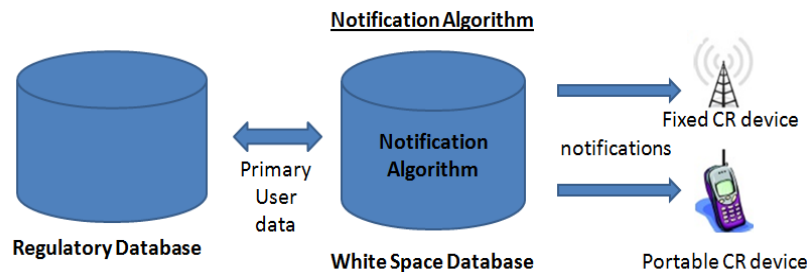 Notification Algorithm
Notification
Algorithm
Primary
User
data
notifications
Fixed CR device
Regulatory Database
White Space Database
Portable CR device